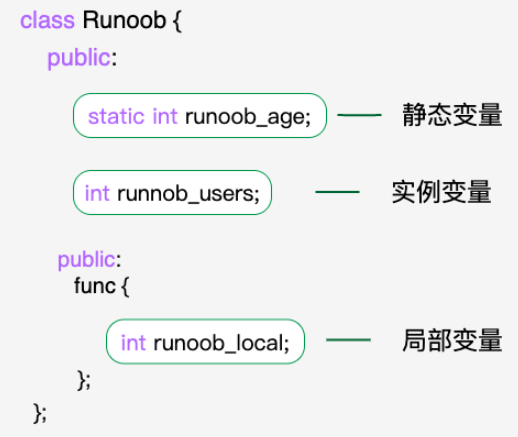 class Runoob {
public:
static int runoob_age; 静态变量
int runnob_users; 实例变量
public:
func {
int runoob_local; 局部变量
};
};